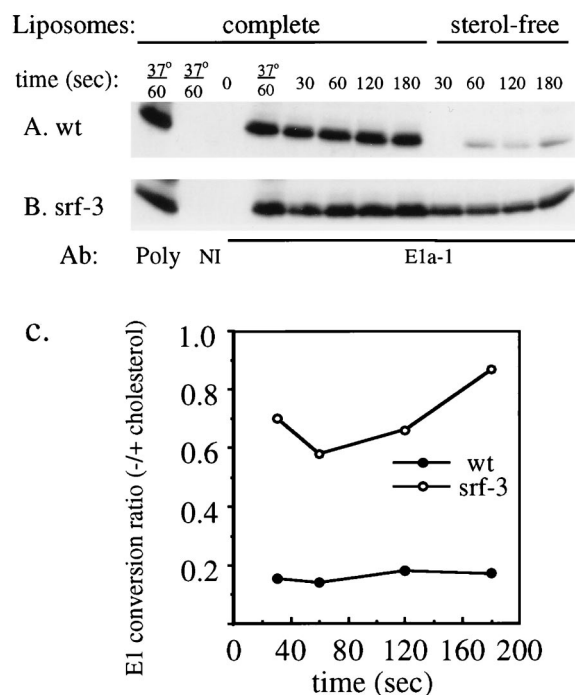 Liposomes: complete sterol-free
time (sec): 37° 37° 0 37° 30 60 120 180 30 60 120 180
60 60 60
A. wt
B. srf-3
Ab: Poly NI E1a-1
c.
E1 conversion ratio (-/+ cholesterol)
1.0
0.8
0.6
0.4
0.2
wt
srf-3
0 40 80 120 160 200
time (sec)